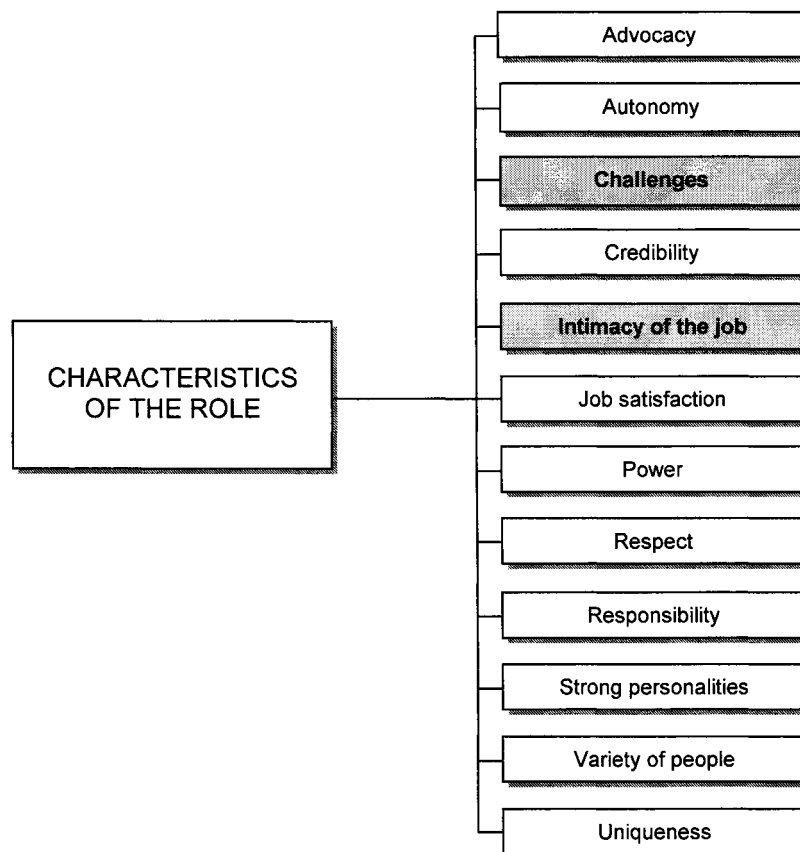 Advocacy
Autonomy
Challenges
Credibility
Intimacy of the job
CHARACTERISTICS
OF THE ROLE
Job satisfaction
Power
Respect
Responsibility
Strong personalities
Variety of people
Uniqueness